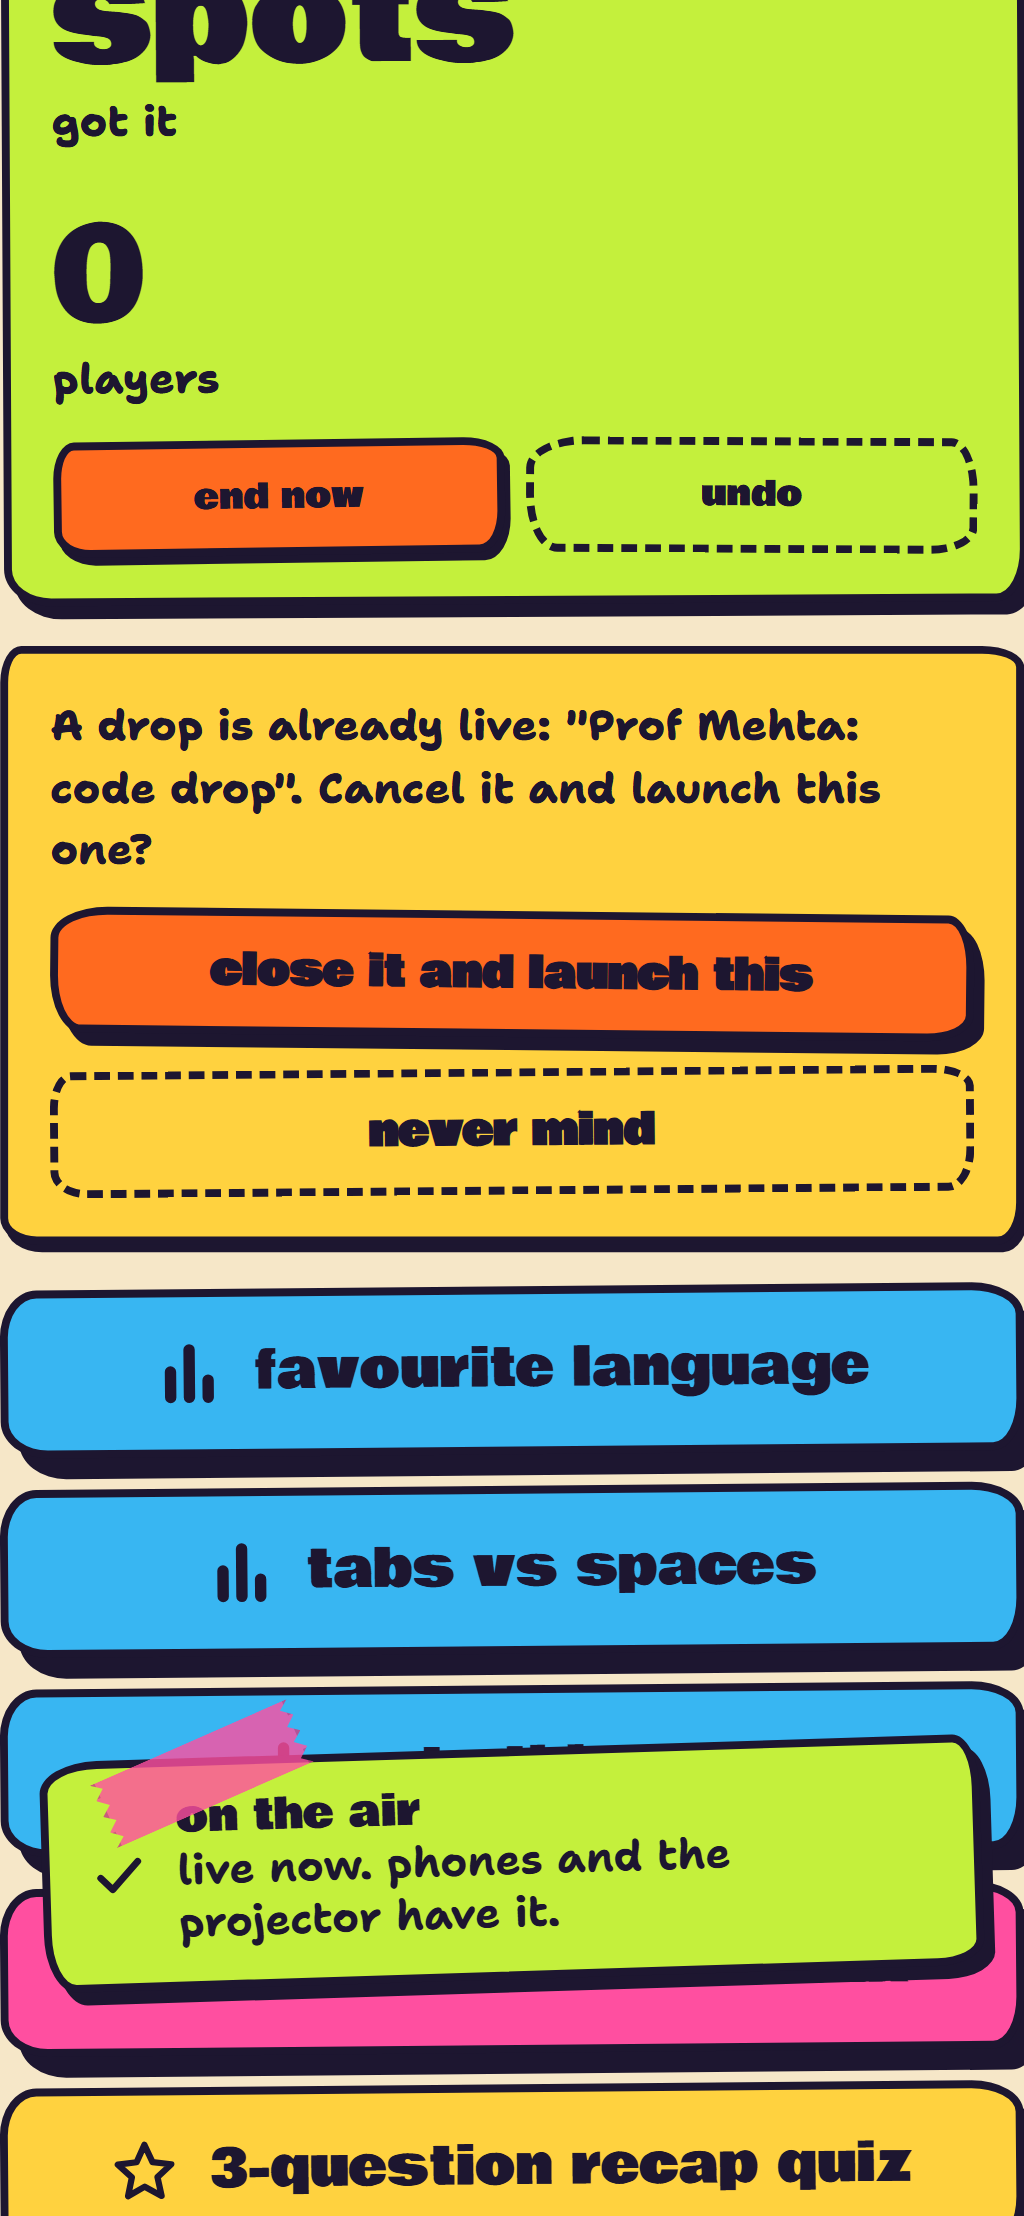 spots
got it
0
players
end now
undo
A drop is already live: "Prof Mehta:
code drop". Cancel it and launch this
one?
close it and launch this
never mind
favourite language
tabs vs spaces
on the air
live now. phones and the
projector have it.
3-question recap quiz